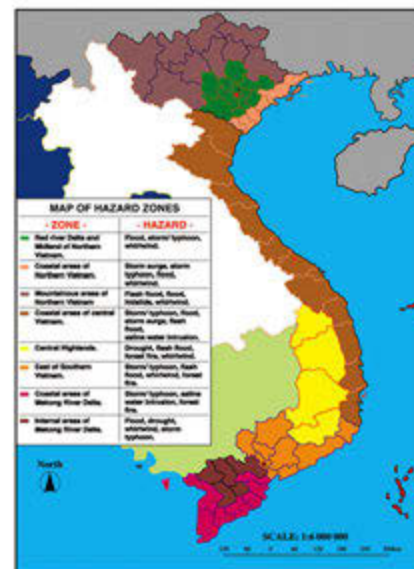 MAP OF HAZARD ZONES
- ZONE -
- HAZARD -
Red river Delta and
Midland of Northern
Vietnam.
Flood, storm/ typhoon,
whirlwind.
Coastal areas of
Northern Vietnam.
Storm surge, storm
typhoon, flood,
whirlwind.
Mountainous areas of
Northern Vietnam
Flash flood, flood,
whirlwind.
Coastal areas of central
Vietnam.
Storm/ typhoon, flood,
storm surge, flash
flood,
saline water intrusion.
Central Highlands.
Drought, flash flood,
forest fire, whirlwind.
East of Southern
Vietnam.
Storm/ typhoon, flash
flood, whirlwind, forest
fire.
Coastal areas of
Mekong River Delta.
Storm/ typhoon, saline
water intrusion, forest
fire.
Internal areas of
Mekong River Delta.
Flood, drought,
whirlwind, storm
typhoon.
North
SCALE: 1:6 000 000